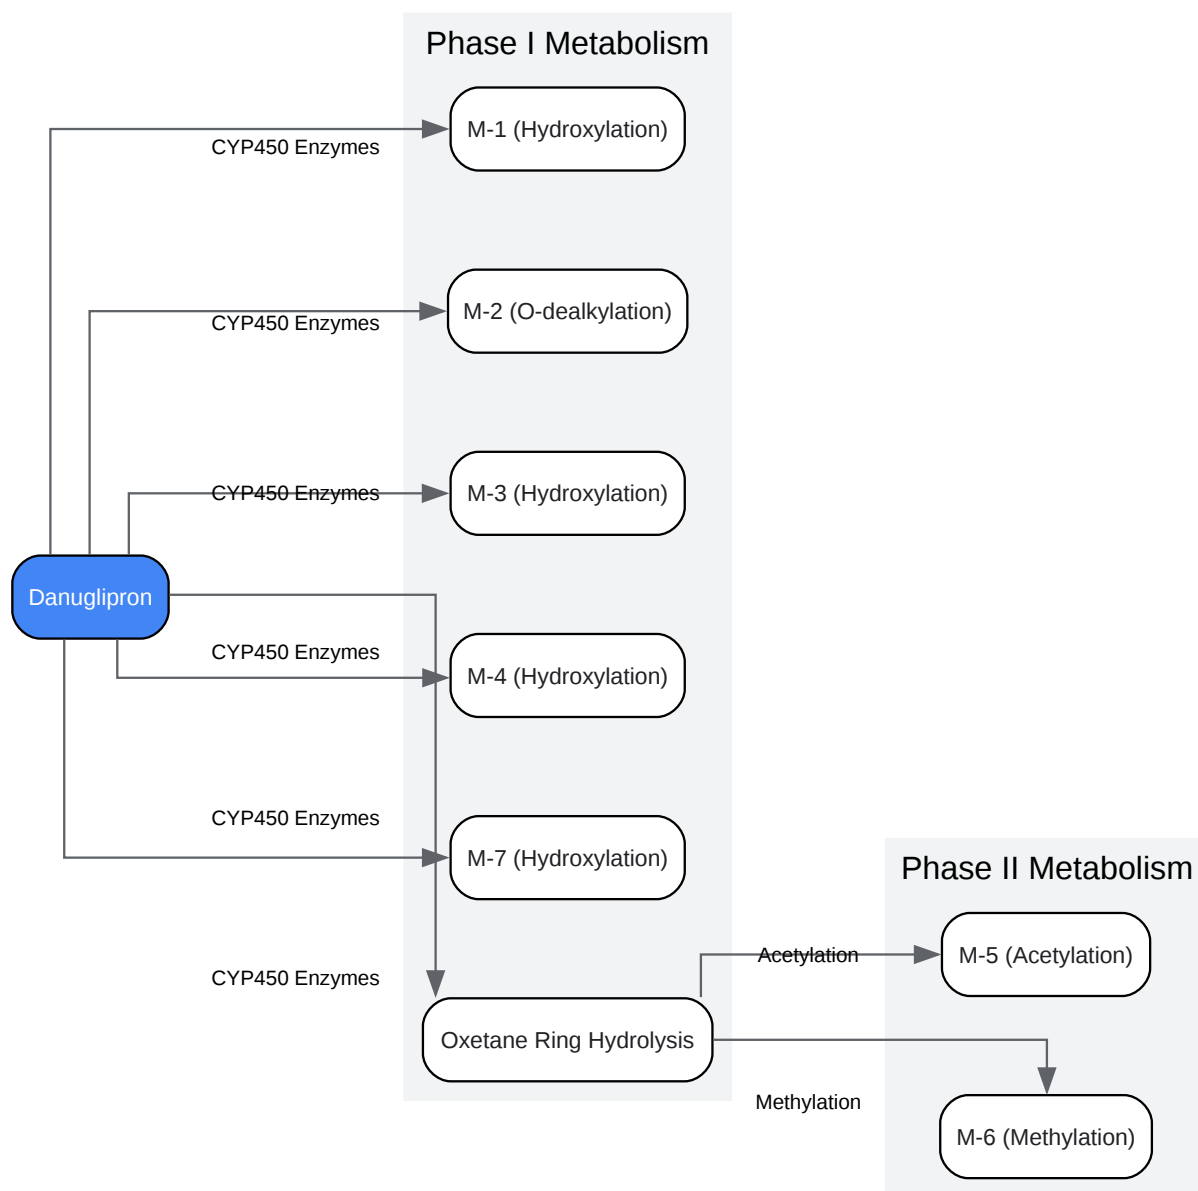 Phase I Metabolism
M-1 (Hydroxylation)
CYP450 Enzymes
M-2 (O-dealkylation)
CYP450 Enzymes
CYP450 Enzymes
M-3 (Hydroxylation)
Danuglipron
CYP450 Enzymes
M-4 (Hydroxylation)
CYP450 Enzymes
M-7 (Hydroxylation)
Phase II Metabolism
Acetylation
M-5 (Acetylation)
CYP450 Enzymes
Oxetane Ring Hydrolysis
Methylation
M-6 (Methylation)